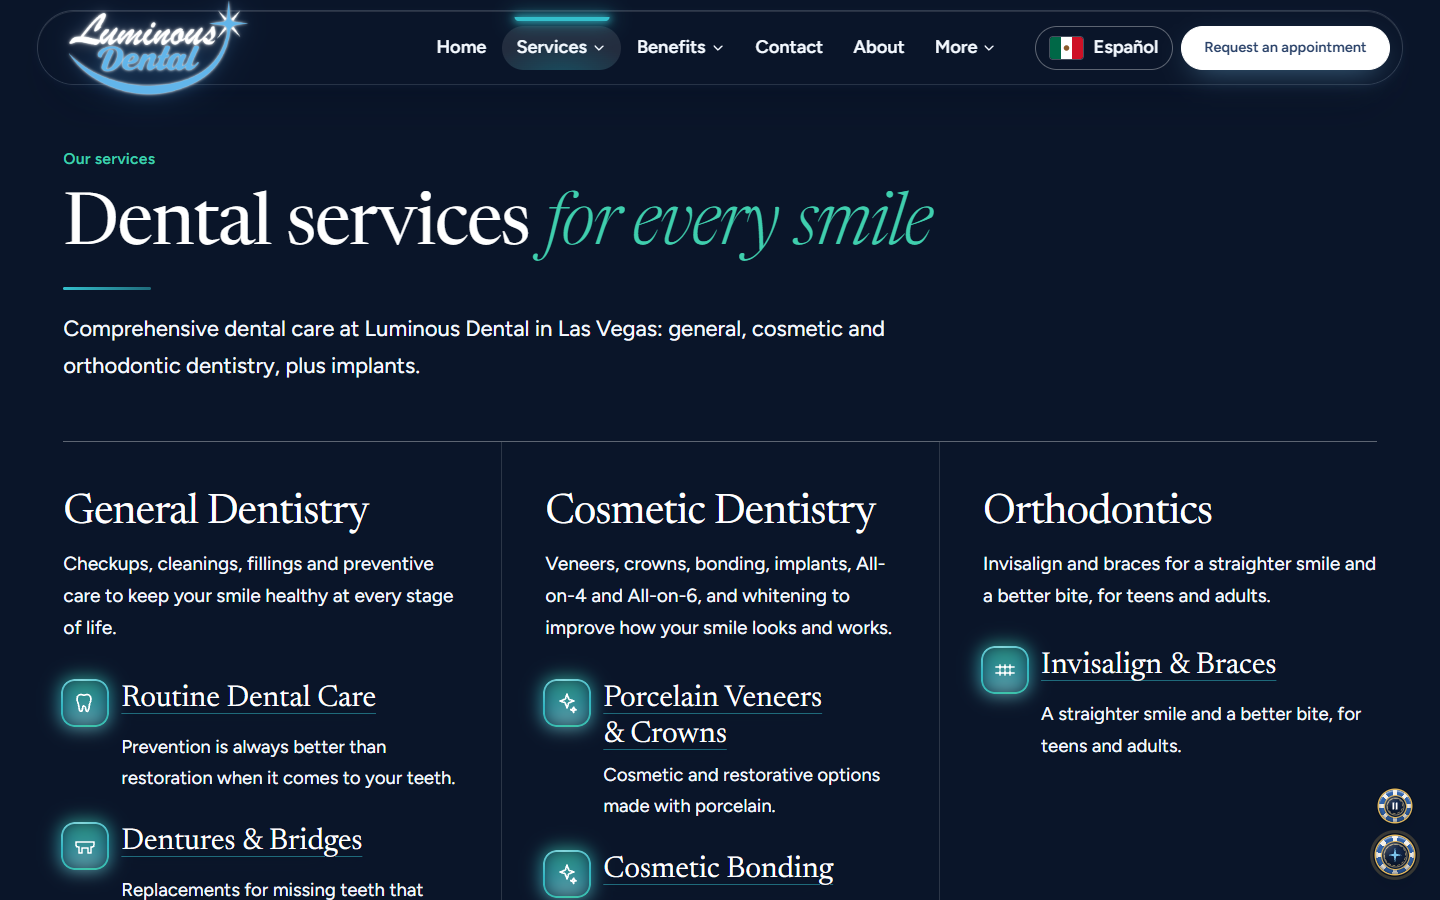 Luminous
Dental
Home
Services
Benefits
Contact
About
More
Español
Request an appointment
Our services
Dental services for every smile
Comprehensive dental care at Luminous Dental in Las Vegas: general, cosmetic and
orthodontic dentistry, plus implants.
General Dentistry
Checkups, cleanings, fillings and preventive
care to keep your smile healthy at every stage
of life.
Routine Dental Care
Prevention is always better than
restoration when it comes to your teeth.
Dentures & Bridges
Replacements for missing teeth that
Cosmetic Dentistry
Veneers, crowns, bonding, implants, All-
on-4 and All-on-6, and whitening to
improve how your smile looks and works.
Porcelain Veneers
& Crowns
Cosmetic and restorative options
made with porcelain.
Cosmetic Bonding
Orthodontics
Invisalign and braces for a straighter smile and
a better bite, for teens and adults.
Invisalign & Braces
A straighter smile and a better bite, for
teens and adults.